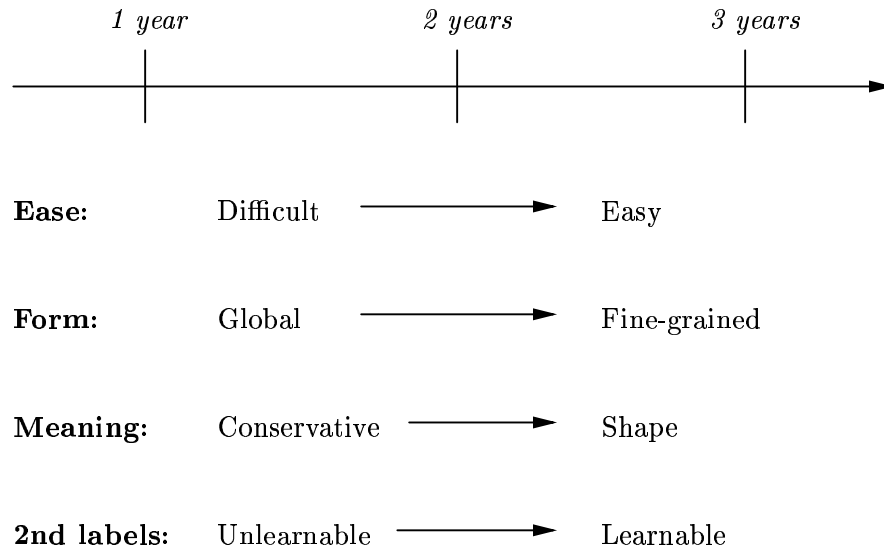 1 year 2 years 3 years
Ease: Difficult Easy
Form: Global Fine-grained
Meaning: Conservative Shape
2nd labels: Unlearnable Learnable